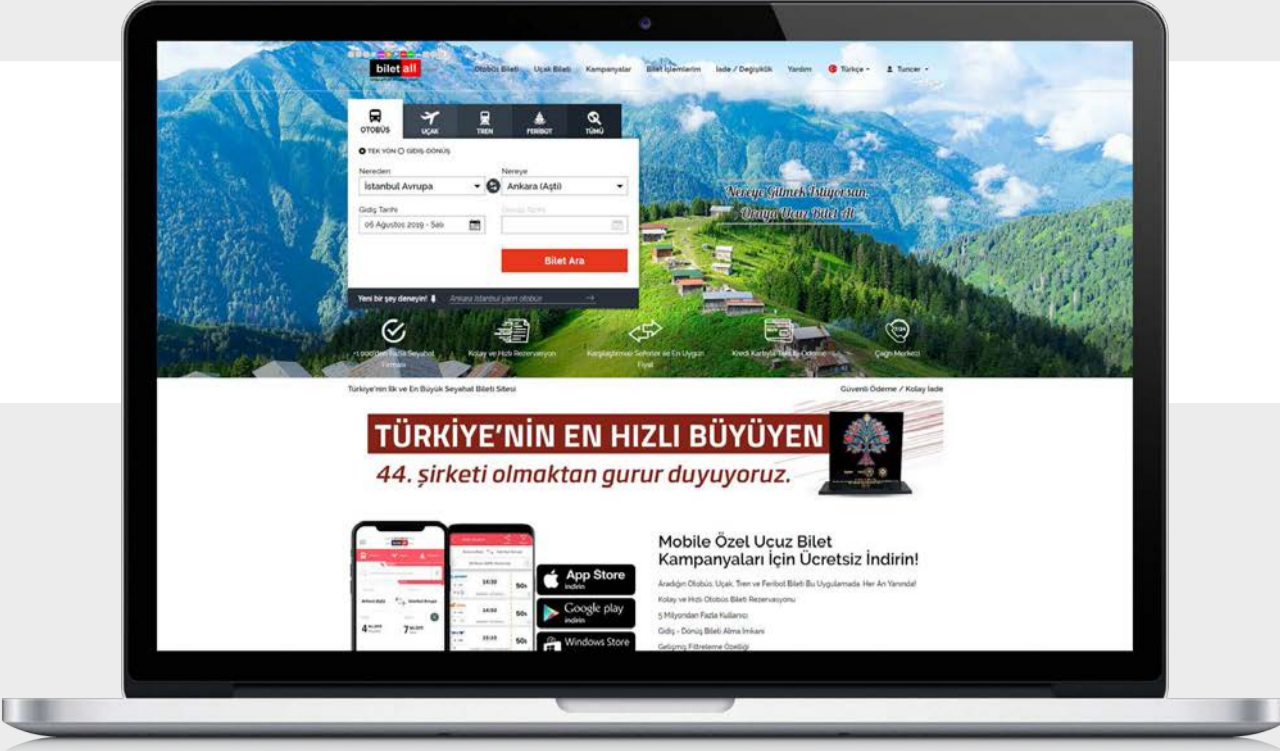 bilet all
Otobüs Bileti Uçak Bileti Kampanyalar Bilet İşlemlerim İade / Değişiklik Yardım Türkçe Tuncer
OTOBÜS UÇAK TREN FERİBOT TÜMÜ
TEK YÖN GİDİŞ-DÖNÜŞ
Nereden Nereye
İstanbul Avrupa Ankara (Aşti)
Gidiş Tarihi Dönüş Tarihi
06 Ağustos 2019 - Salı
Bilet Ara
Yeni bir şey deneyin! Ankara İstanbul yarın otobüs
Nereye Gitmek İstiyorsan,
Oraya Ucuz Bilet Al
7/24
Kolay ve Hızlı Rezervasyon Karşılaştırmalı Seferler ile En Uygun Kredi Kartıyla Ödeme Çağrı Merkezi
Firması Fiyat
Türkiye'nin İlk ve En Büyük Seyahat Bileti Sitesi Güvenli Ödeme / Kolay İade
TÜRKİYE'NİN EN HIZLI BÜYÜYEN
44. şirketi olmaktan gurur duyuyoruz.
Mobile Özel Ucuz Bilet
Kampanyaları İçin Ücretsiz İndirin!
Aradığın Otobüs, Uçak, Tren ve Feribot Bileti Bu Uygulamada, Her An Yanında!
Kolay ve Hızlı Otobüs Bileti Rezervasyonu
5 Milyondan Fazla Kullanıcı
Gidiş - Dönüş Bileti Alma İmkanı
Gelişmiş Filtreleme Özelliği
App Store
indirin
Google play
indirin
Windows Store